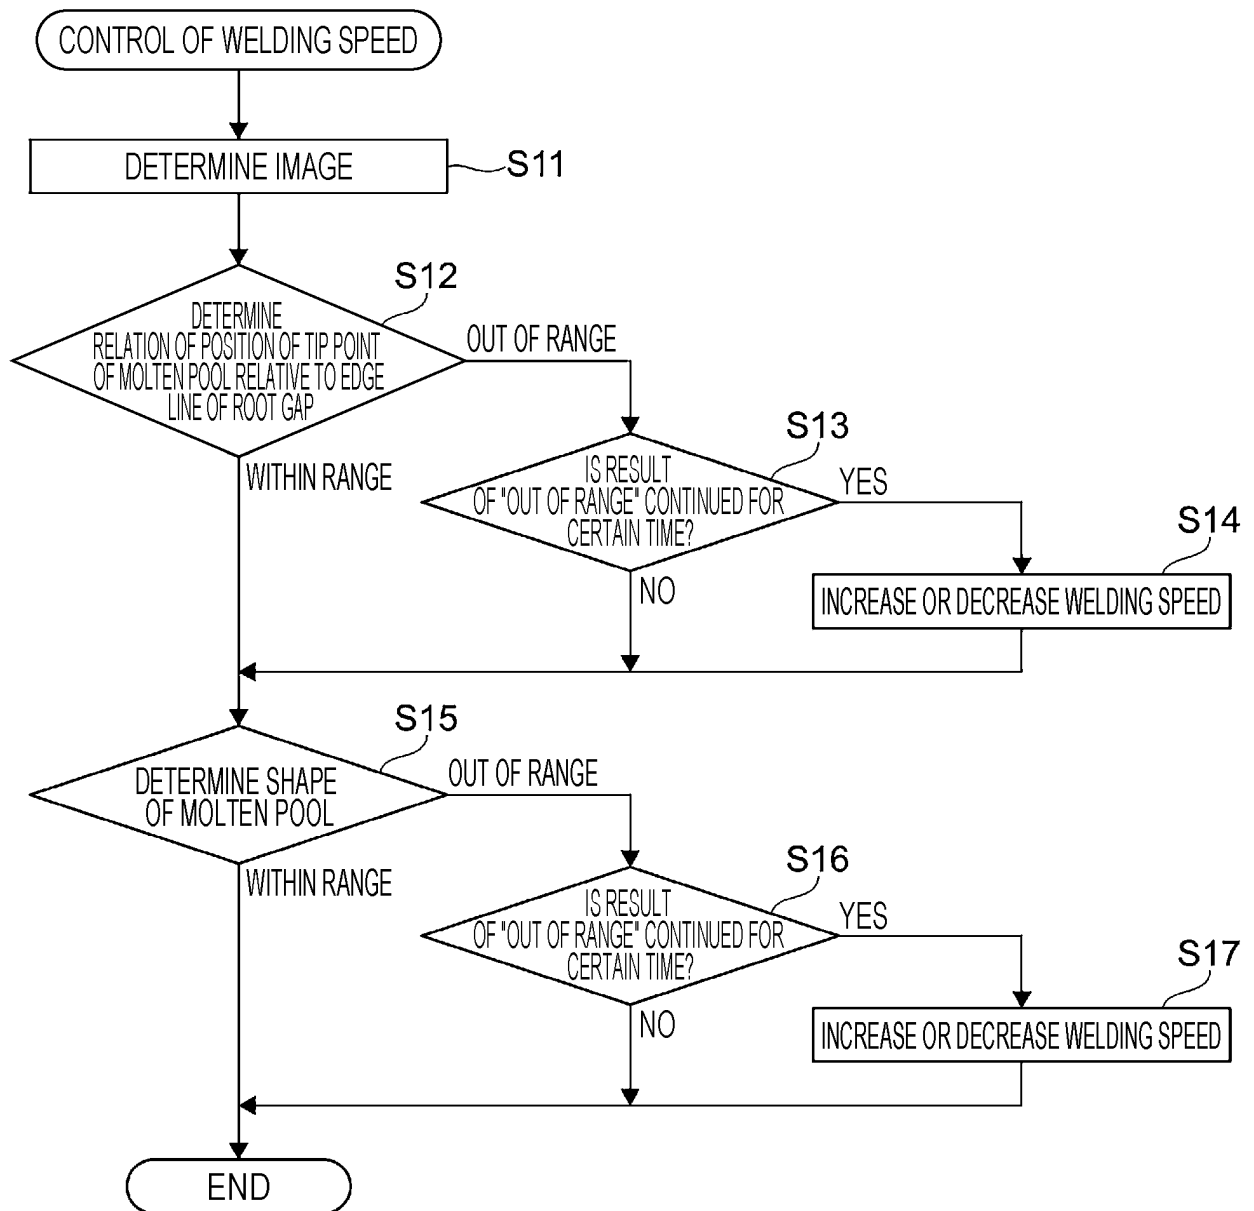 CONTROL OF WELDING SPEED
DETERMINE IMAGE
S11
S12
DETERMINE
RELATION OF POSITION OF TIP POINT
OF MOLTEN POOL RELATIVE TO EDGE
LINE OF ROOT GAP
OUT OF RANGE
WITHIN RANGE
S13
IS RESULT
OF "OUT OF RANGE" CONTINUED FOR
CERTAIN TIME?
YES
NO
S14
INCREASE OR DECREASE WELDING SPEED
S15
DETERMINE SHAPE
OF MOLTEN POOL
OUT OF RANGE
WITHIN RANGE
S16
IS RESULT
OF "OUT OF RANGE" CONTINUED FOR
CERTAIN TIME?
YES
NO
S17
INCREASE OR DECREASE WELDING SPEED
END